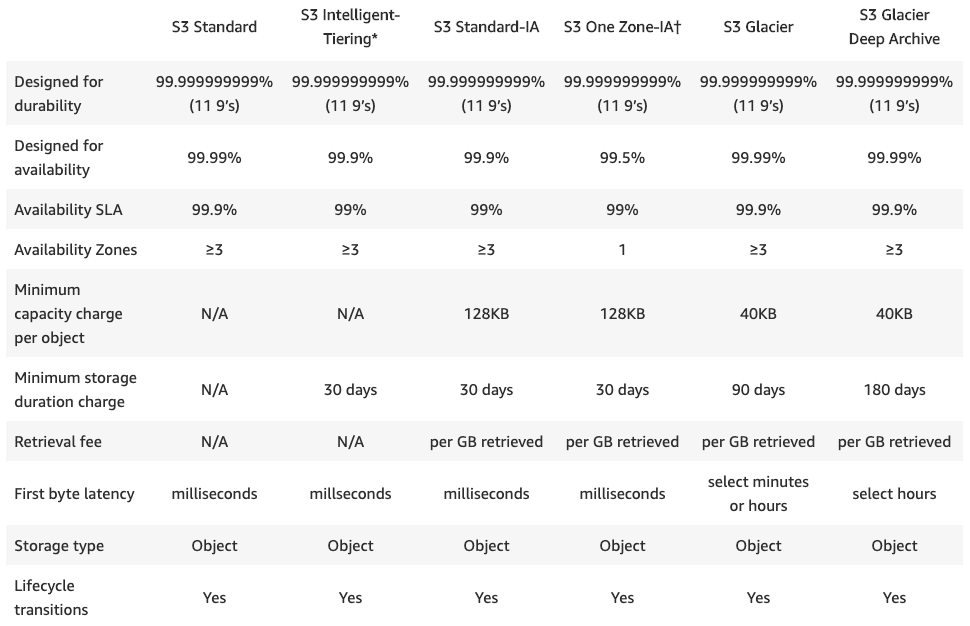 S3 Standard S3 Intelligent-Tiering* S3 Standard-IA S3 One Zone-IA† S3 Glacier S3 Glacier Deep Archive
Designed for durability 99.999999999% (11 9’s) 99.999999999% (11 9’s) 99.999999999% (11 9’s) 99.999999999% (11 9’s) 99.999999999% (11 9’s) 99.999999999% (11 9’s)
Designed for availability 99.99% 99.9% 99.9% 99.5% 99.99% 99.99%
Availability SLA 99.9% 99% 99% 99% 99.9% 99.9%
Availability Zones ≥3 ≥3 ≥3 1 ≥3 ≥3
Minimum capacity charge per object N/A N/A 128KB 128KB 40KB 40KB
Minimum storage duration charge N/A 30 days 30 days 30 days 90 days 180 days
Retrieval fee N/A N/A per GB retrieved per GB retrieved per GB retrieved per GB retrieved
First byte latency milliseconds millseconds milliseconds milliseconds select minutes or hours select hours
Storage type Object Object Object Object Object Object
Lifecycle transitions Yes Yes Yes Yes Yes Yes